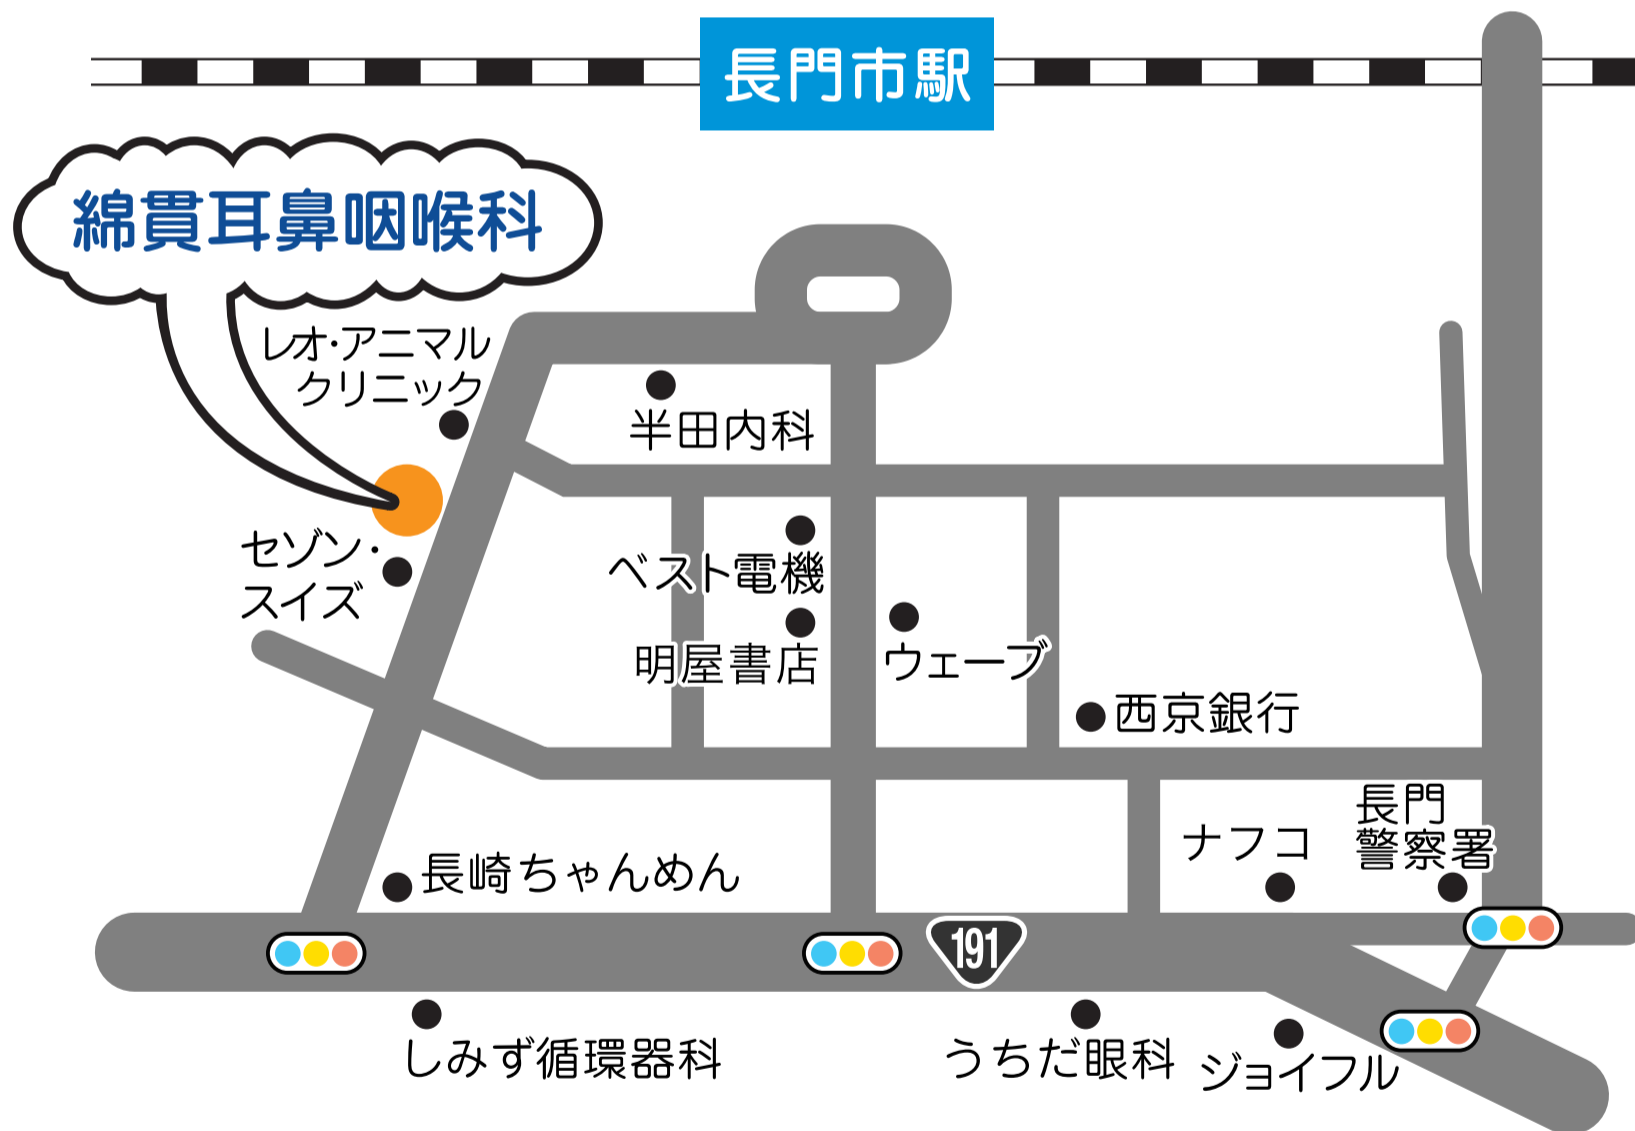 長門市駅
綿貫耳鼻咽喉科
レオ・アニマル
クリニック
半田内科
セゾン・
スイズ
ベスト電機
明屋書店
ウェーブ
西京銀行
長門
警察署
ナフコ
長崎ちゃんめん
191
しみず循環器科
うちだ眼科
ジョイフル